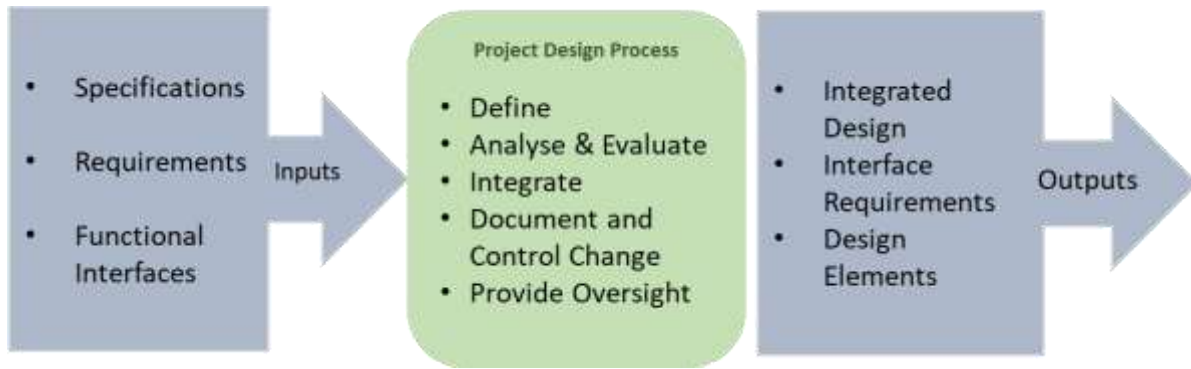 • Specifications
• Requirements
• Functional
Interfaces
Inputs
Project Design Process
• Define
• Analyse & Evaluate
• Integrate
• Document and
Control Change
• Provide Oversight
• Integrated
Design
• Interface
Requirements
• Design
Elements
Outputs